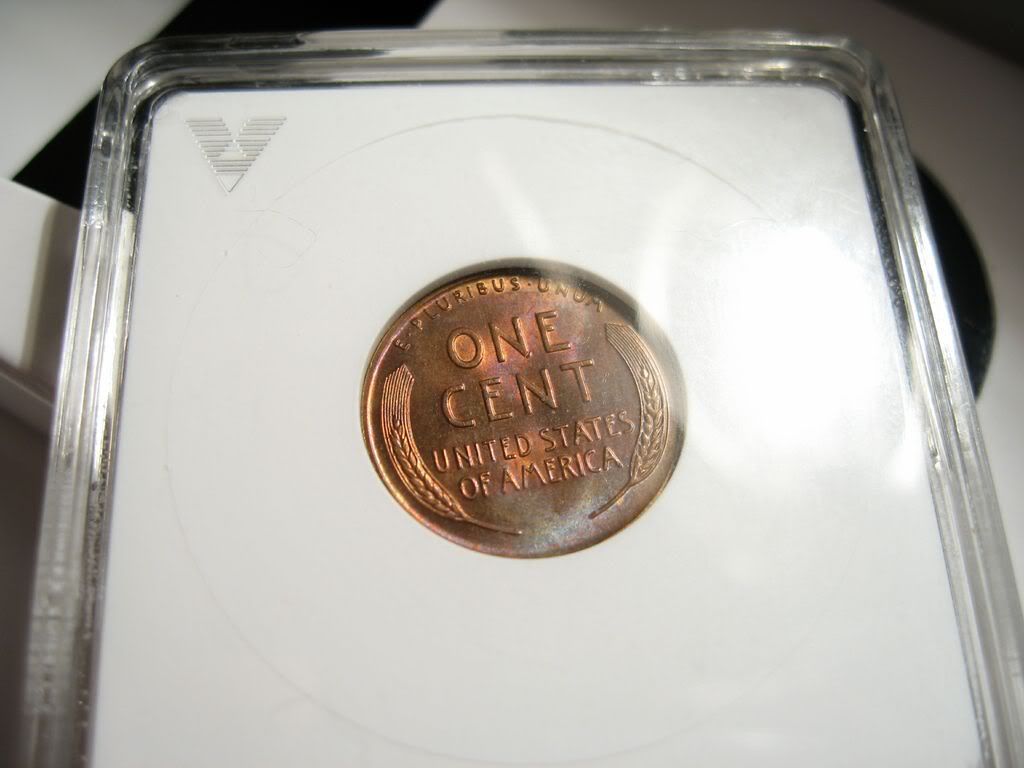 E · PLURIBUS · UNUM
ONE
CENT
UNITED STATES
OF AMERICA